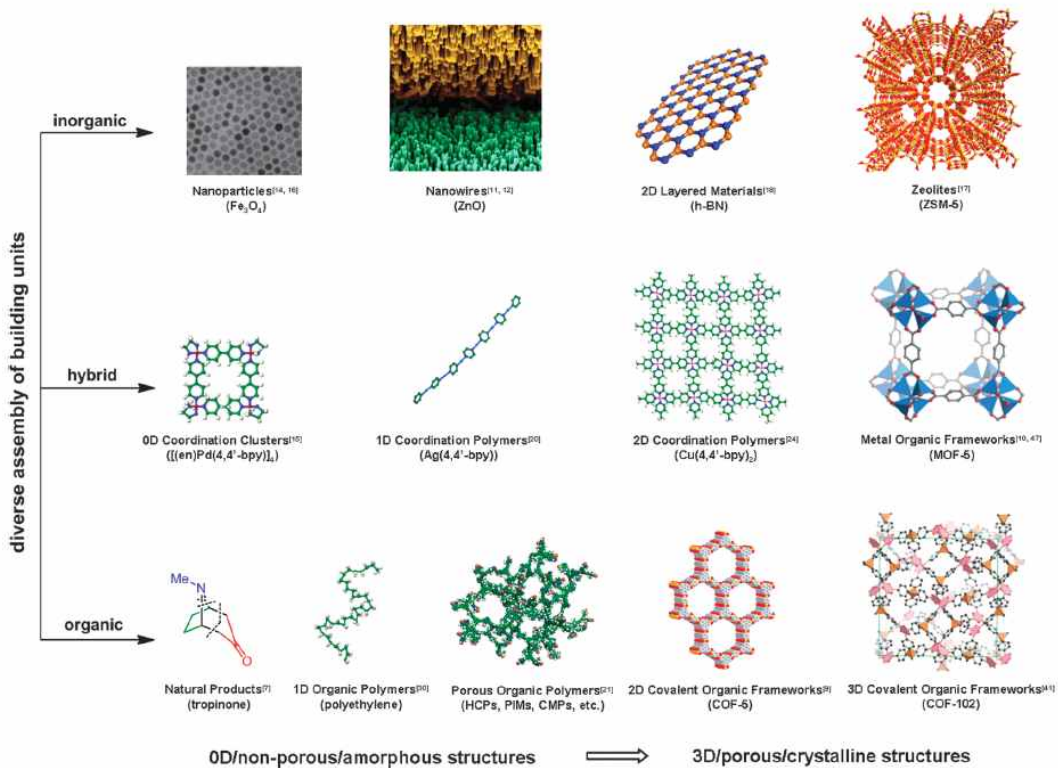 diverse assembly of building units
inorganic
Nanoparticles[14, 16]
(Fe3O4)
Nanowires[11, 12]
(ZnO)
2D Layered Materials[18]
(h-BN)
Zeolites[17]
(ZSM-5)
hybrid
0D Coordination Clusters[15]
([(en)Pd(4,4'-bpy)]4)
1D Coordination Polymers[20]
(Ag(4,4'-bpy))
2D Coordination Polymers[24]
(Cu(4,4'-bpy)2)
Metal Organic Frameworks[10, 47]
(MOF-5)
organic
Me
N
O
Natural Products[7]
(tropinone)
1D Organic Polymers[30]
(polyethylene)
Porous Organic Polymers[21]
(HCPs, PIMs, CMPs, etc.)
2D Covalent Organic Frameworks[9]
(COF-5)
3D Covalent Organic Frameworks[41]
(COF-102)
0D/non-porous/amorphous structures
3D/porous/crystalline structures